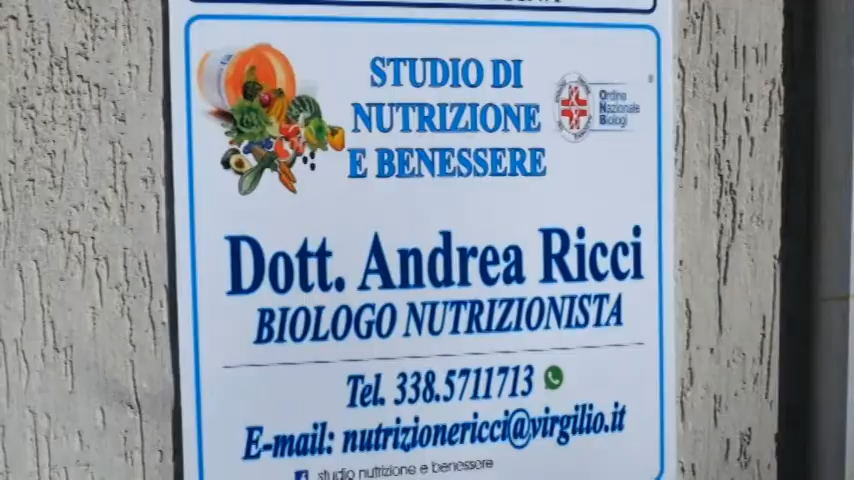 STUDIO DI
NUTRIZIONE
E BENESSERE
Ordine
Nazionale
Biologi
Dott. Andrea Ricci
BIOLOGO NUTRIZIONISTA
Tel. 338.5711713
E-mail: nutrizionericci@virgilio.it
studio nutrizione e benessere